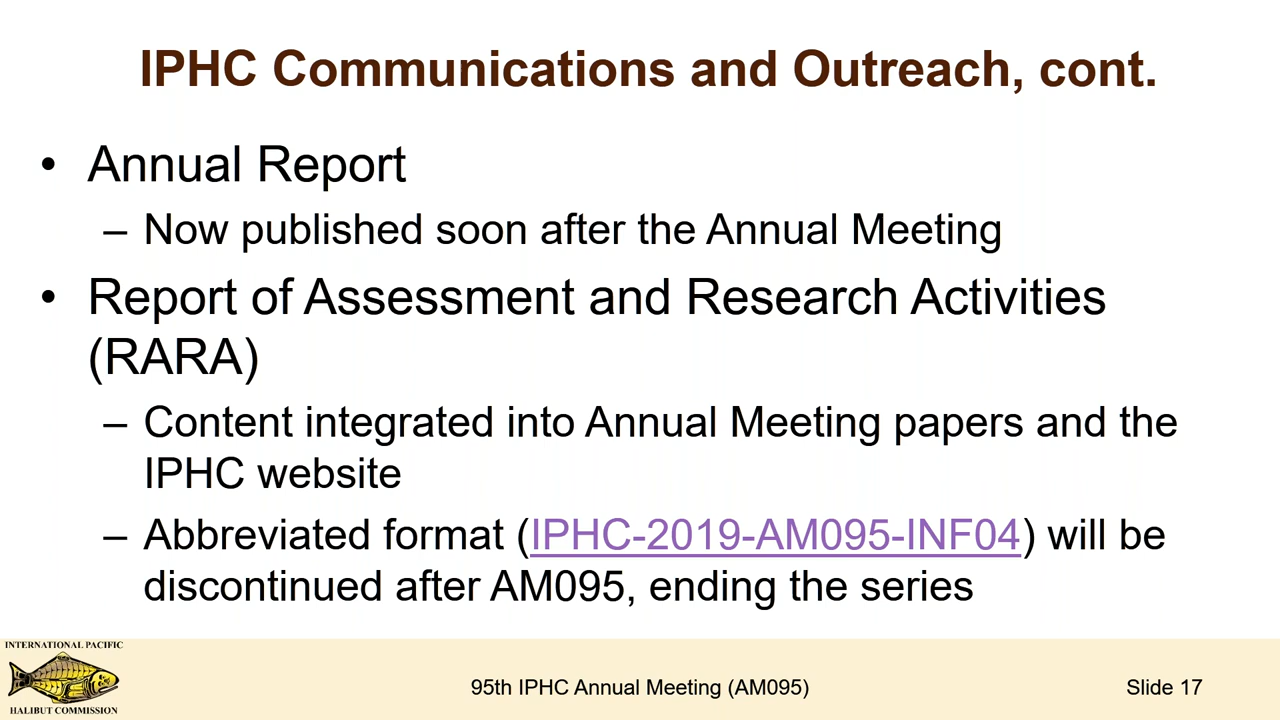 IPHC Communications and Outreach, cont.
• Annual Report
– Now published soon after the Annual Meeting
• Report of Assessment and Research Activities
(RARA)
– Content integrated into Annual Meeting papers and the
IPHC website
– Abbreviated format (IPHC-2019-AM095-INF04) will be
discontinued after AM095, ending the series
INTERNATIONAL PACIFIC
HALIBUT COMMISSION
95th IPHC Annual Meeting (AM095)
Slide 17